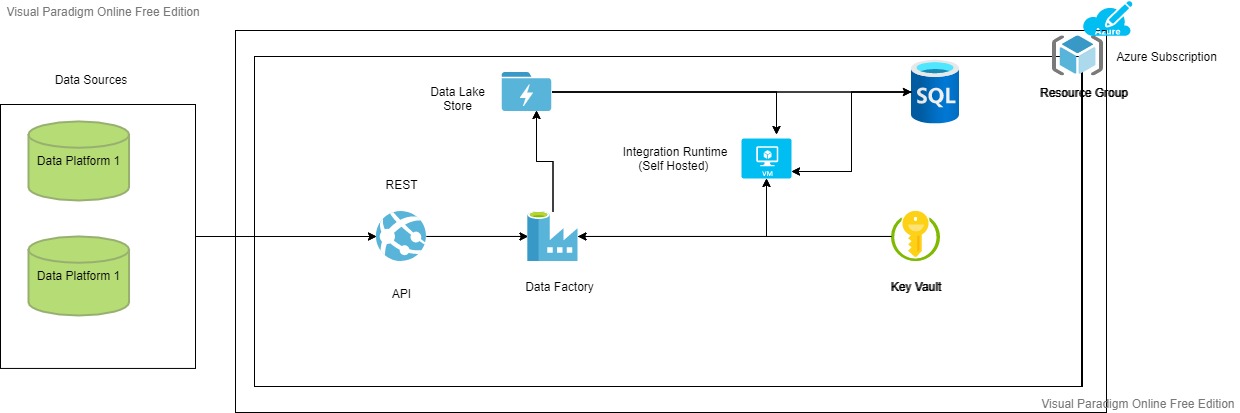 Visual Paradigm Online Free Edition
Azure
Azure Subscription
Data Sources
Resource Group
Data Lake
Store
SQL
Data Platform 1
Integration Runtime
(Self Hosted)
VM
REST
Data Platform 1
API
Data Factory
Key Vault
Visual Paradigm Online Free Edition